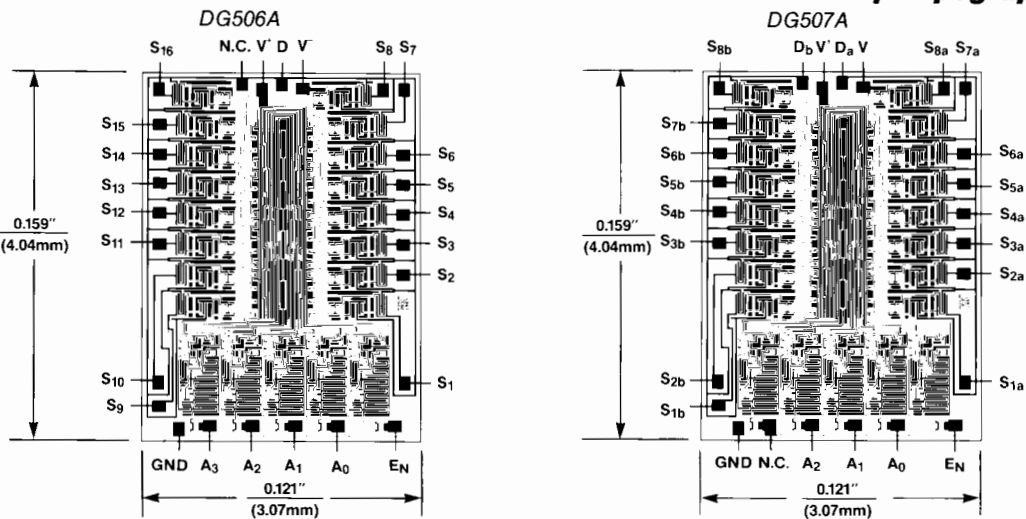 DG506A
S16 N.C. V+ D V− S8 S7
S15
S14
S13
S12
S11
S10
S9
S6
S5
S4
S3
S2
S1
0.159"
(4.04mm)
GND A3 A2 A1 A0 EN
0.121"
(3.07mm)
DG507A
S8b Db V+ Da V S8a S7a
S7b
S6b
S5b
S4b
S3b
S2b
S1b
S6a
S5a
S4a
S3a
S2a
S1a
0.159"
(4.04mm)
GND N.C. A2 A1 A0 EN
0.121"
(3.07mm)